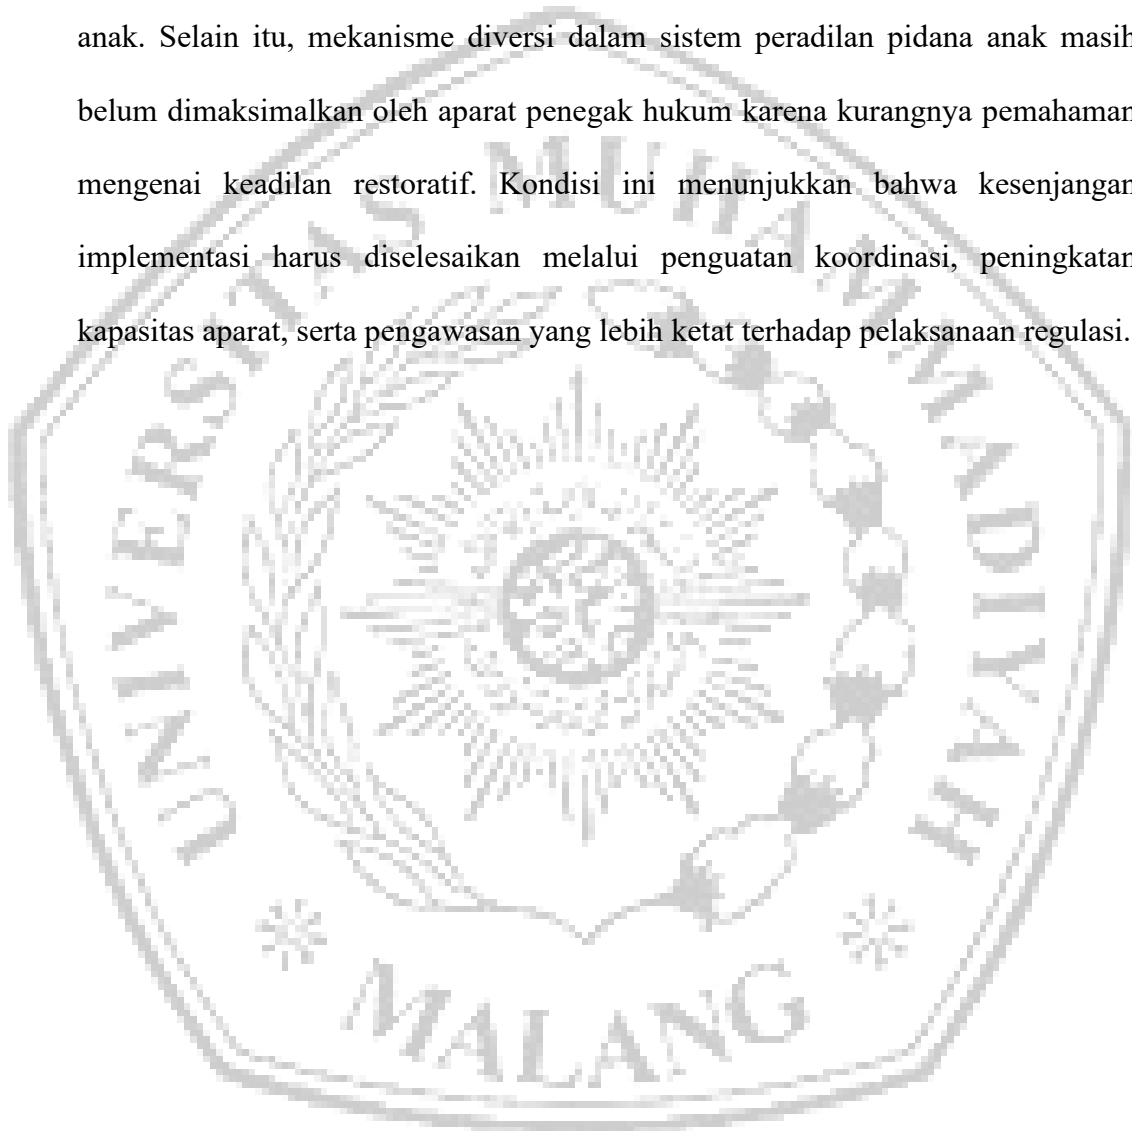 anak. Selain itu, mekanisme diversi dalam sistem peradilan pidana anak masih
belum dimaksimalkan oleh aparat penegak hukum karena kurangnya pemahaman
mengenai keadilan restoratif. Kondisi ini menunjukkan bahwa kesenjangan
implementasi harus diselesaikan melalui penguatan koordinasi, peningkatan
kapasitas aparat, serta pengawasan yang lebih ketat terhadap pelaksanaan regulasi.
UNIVERSITAS MUHAMMADIYAH
MALANG